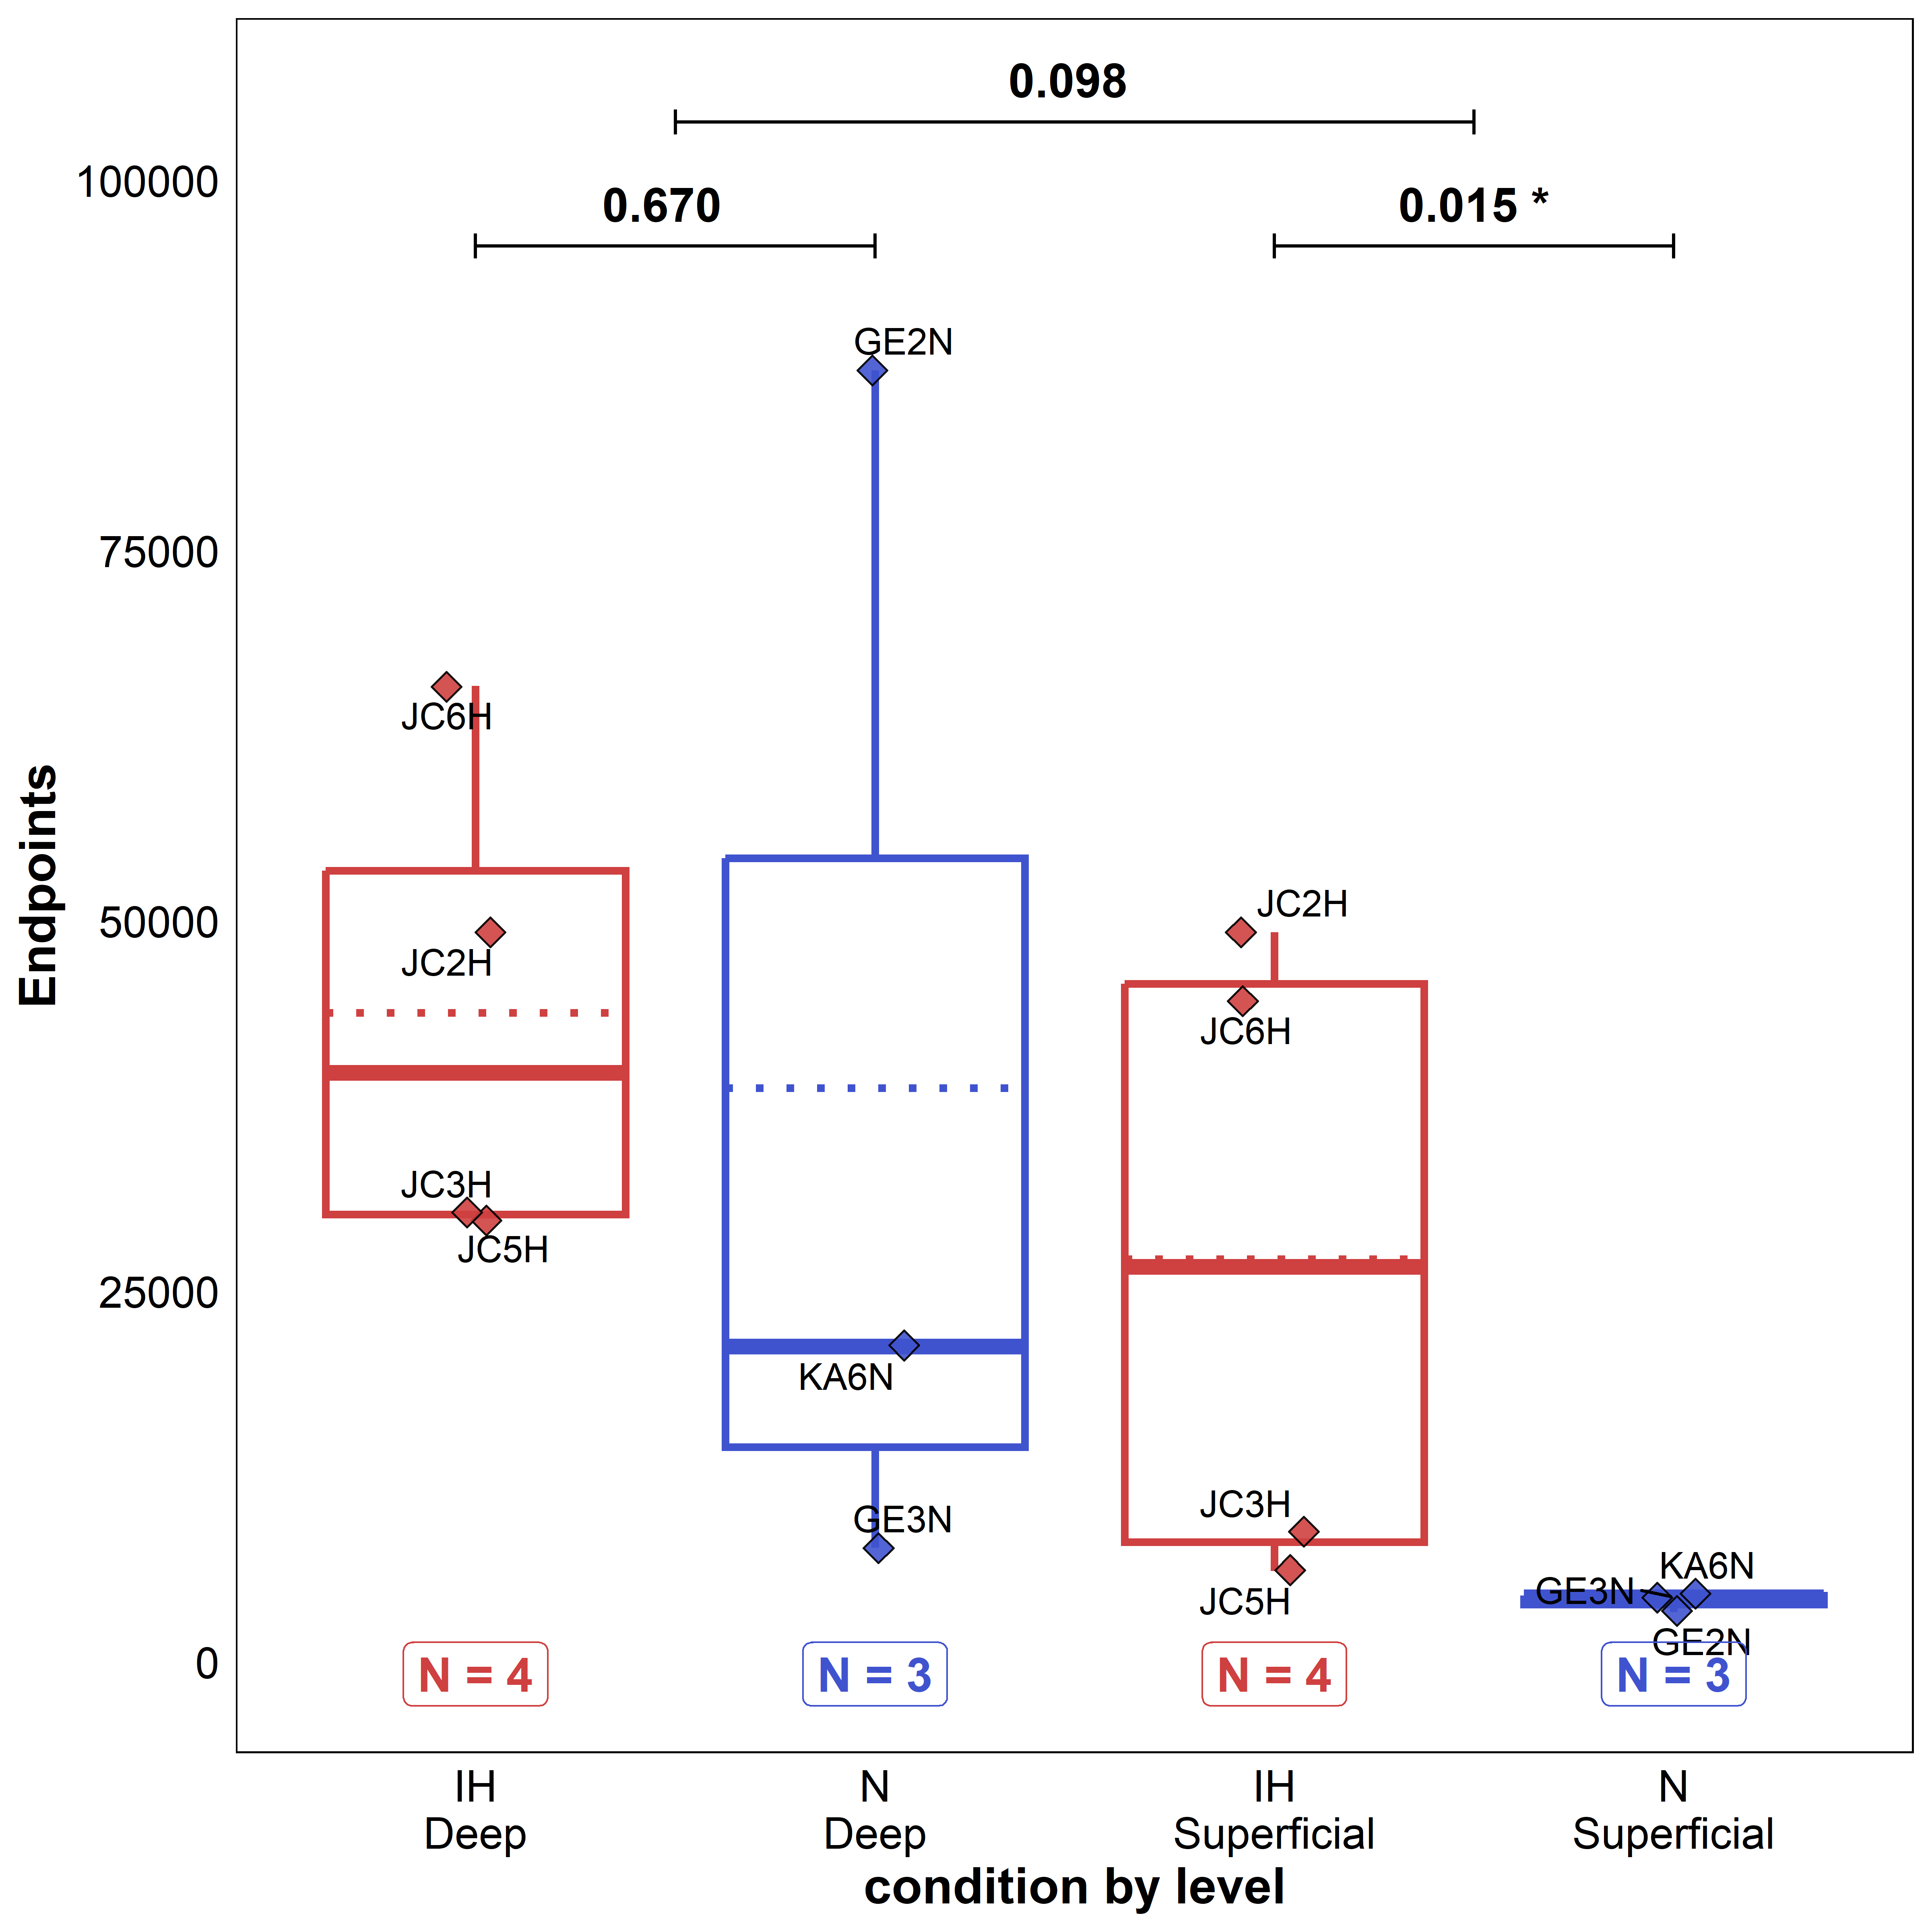 0.098
100000
0.670
0.015 *
GE2N
75000
JC6H
Endpoints
50000
JC2H
JC2H
JC6H
JC3H
JC5H
25000
KA6N
JC3H
GE3N
JC5H
KA6N
GE3N
GE2N
0
N = 4
N = 3
N = 4
N = 3
IH
Deep
N
Deep
IH
Superficial
N
Superficial
condition by level